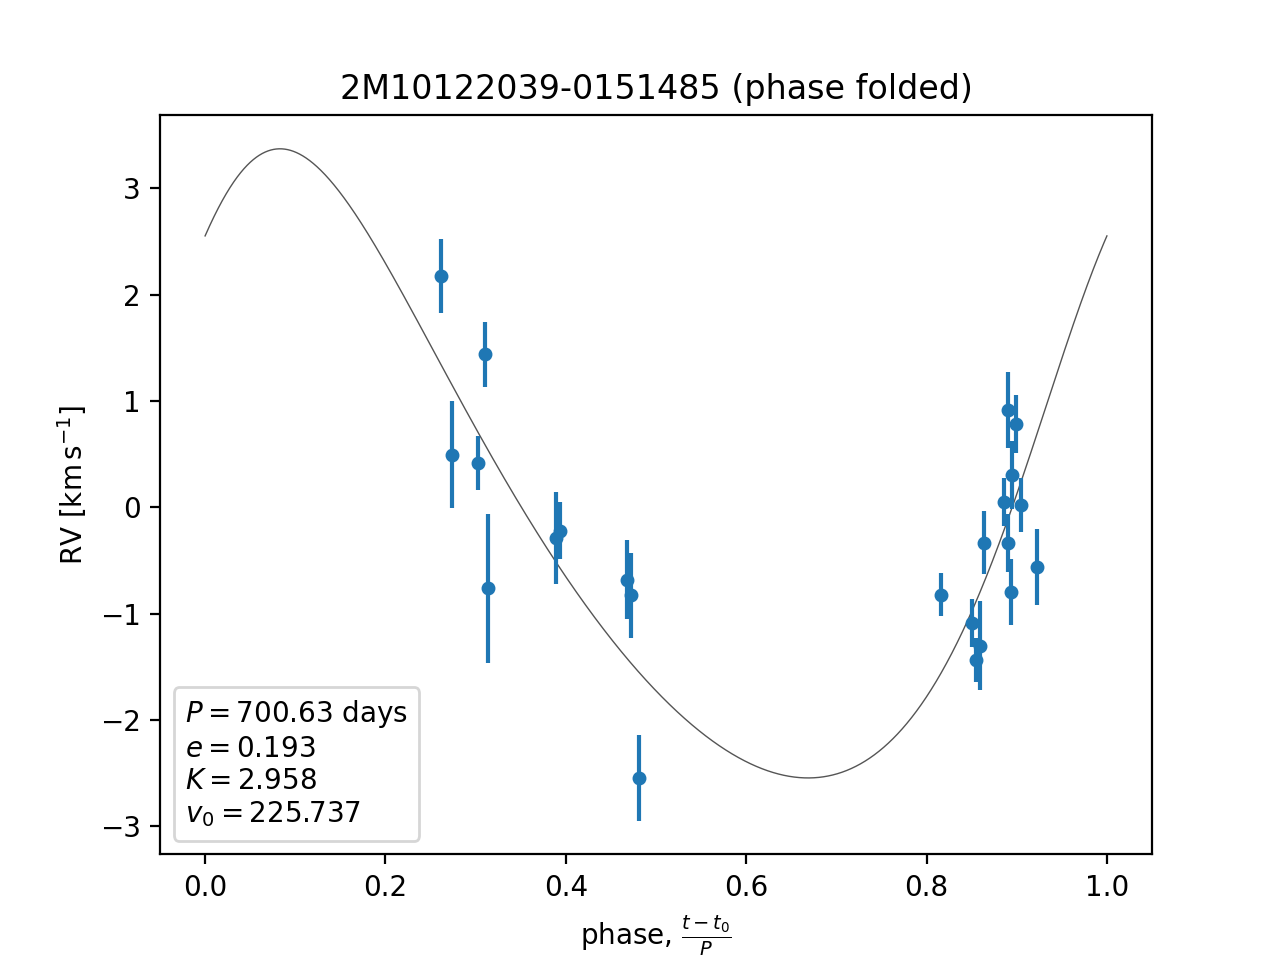 2M10122039-0151485 (phase folded)
RV [km s⁻¹]
3
2
1
0
−1
−2
−3
P = 700.63 days
e = 0.193
K = 2.958
v₀ = 225.737
0.0 0.2 0.4 0.6 0.8 1.0
phase, (t − t₀)/P